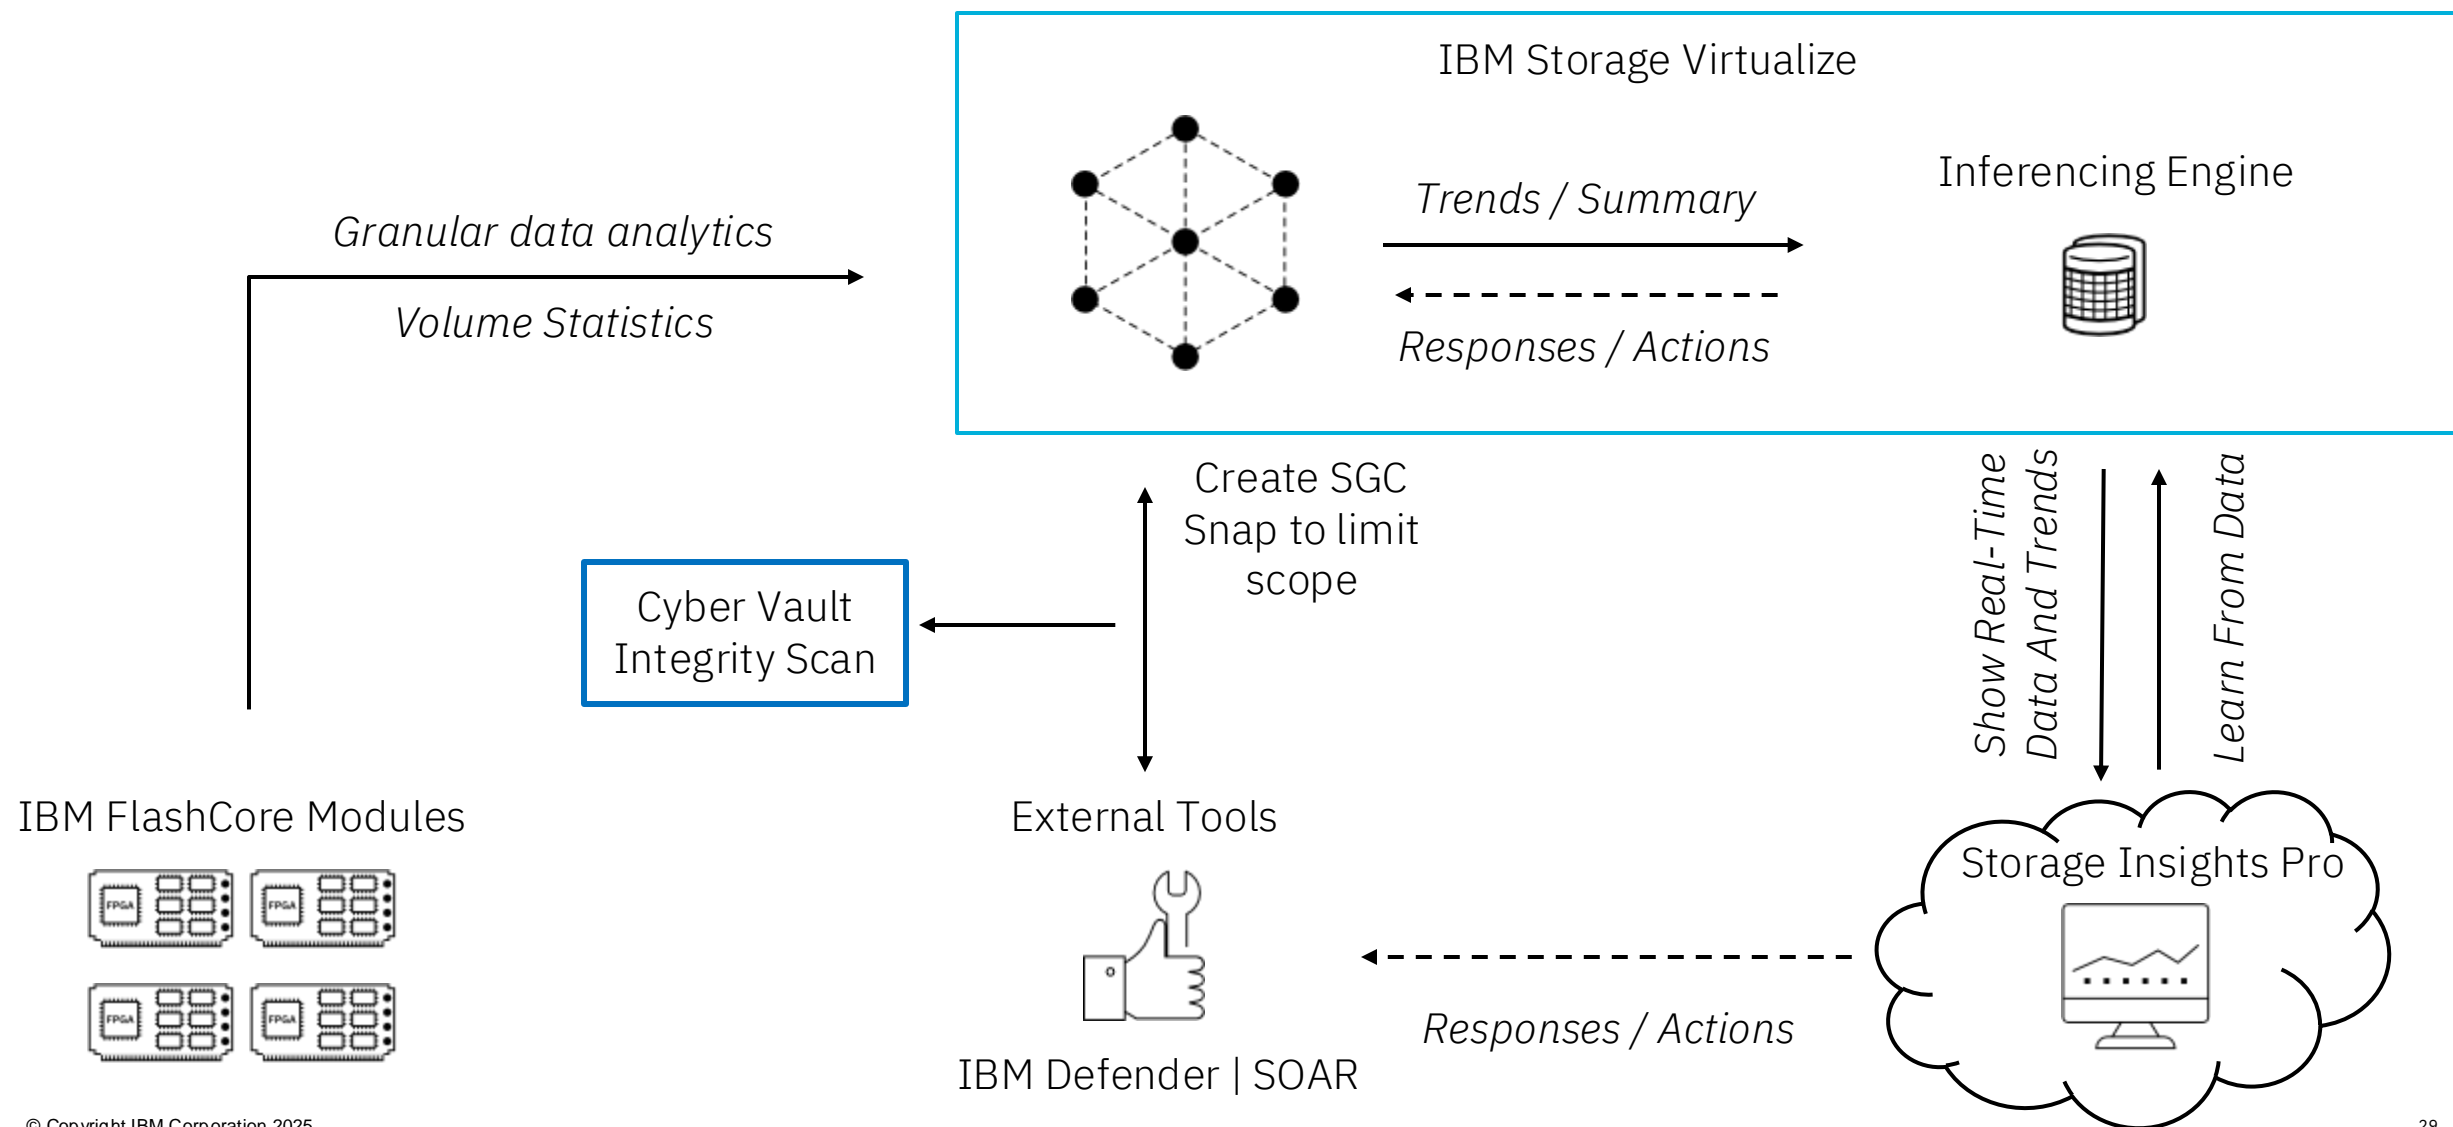 IBM Storage Virtualize
Inferencing Engine
Trends / Summary
Responses / Actions
Granular data analytics
Volume Statistics
Create SGC
Snap to limit
scope
Cyber Vault
Integrity Scan
Show Real-Time
Data And Trends
Learn From Data
IBM FlashCore Modules
FPGA
FPGA
FPGA
FPGA
External Tools
IBM Defender | SOAR
Storage Insights Pro
Responses / Actions
© Copyright IBM Corporation 2025
29